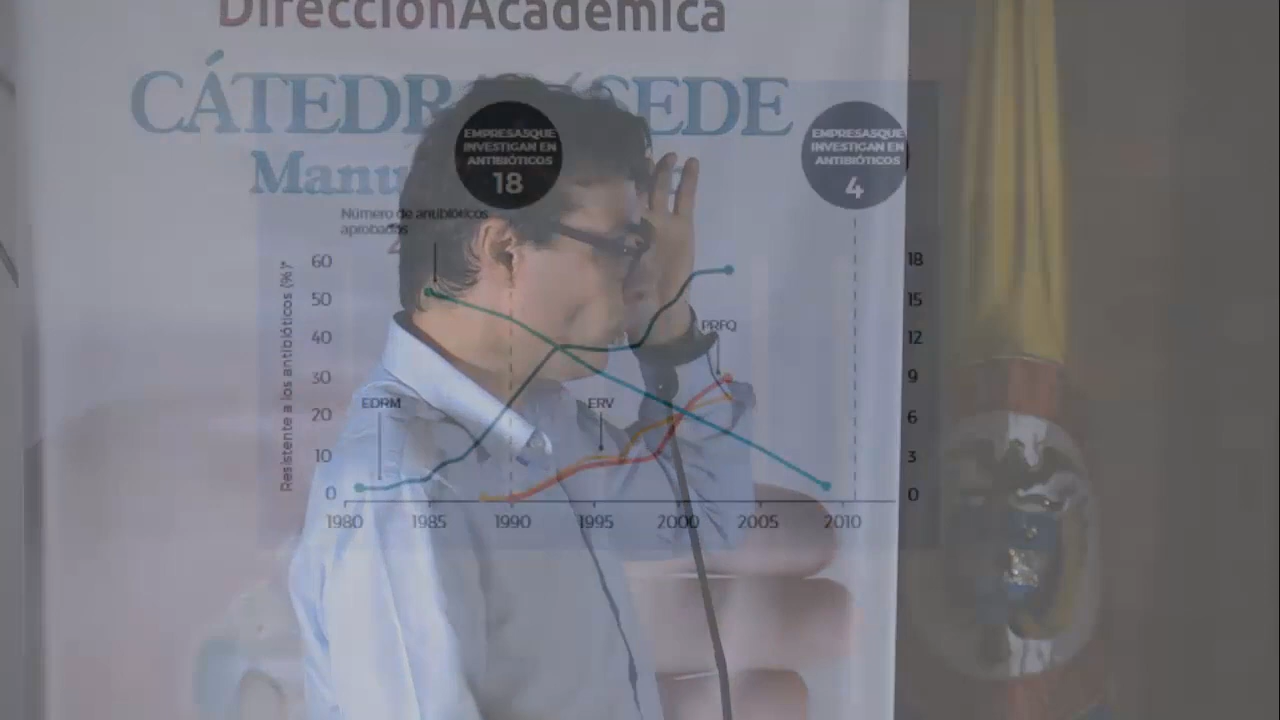 DirecciónAcadémica
CÁTEDRA SEDE
EMPRESASQUE
INVESTIGAN EN
ANTIBIÓTICOS
18
EMPRESASQUE
INVESTIGAN EN
ANTIBIÓTICOS
4
Número de antibióticos
aprobados
Resistente a los antibióticos (%)*
60
50
40
30
20
10
0
18
15
12
9
6
3
0
EDRM
ERV
PRFQ
1980
1985
1990
1995
2000
2005
2010